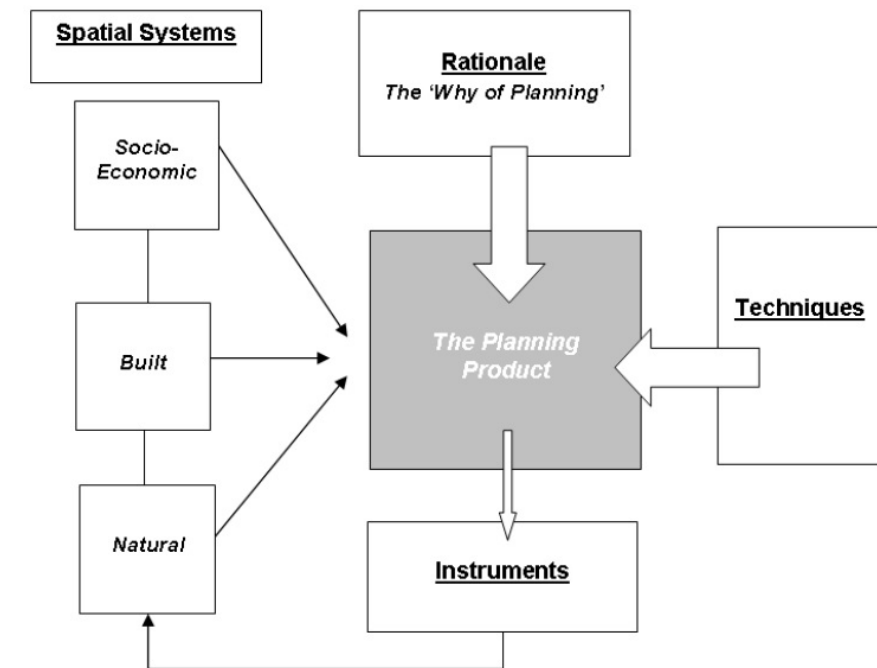 Spatial Systems
Rationale
The ‘Why of Planning’
Socio-
Economic
Techniques
The Planning
Product
Built
Natural
Instruments